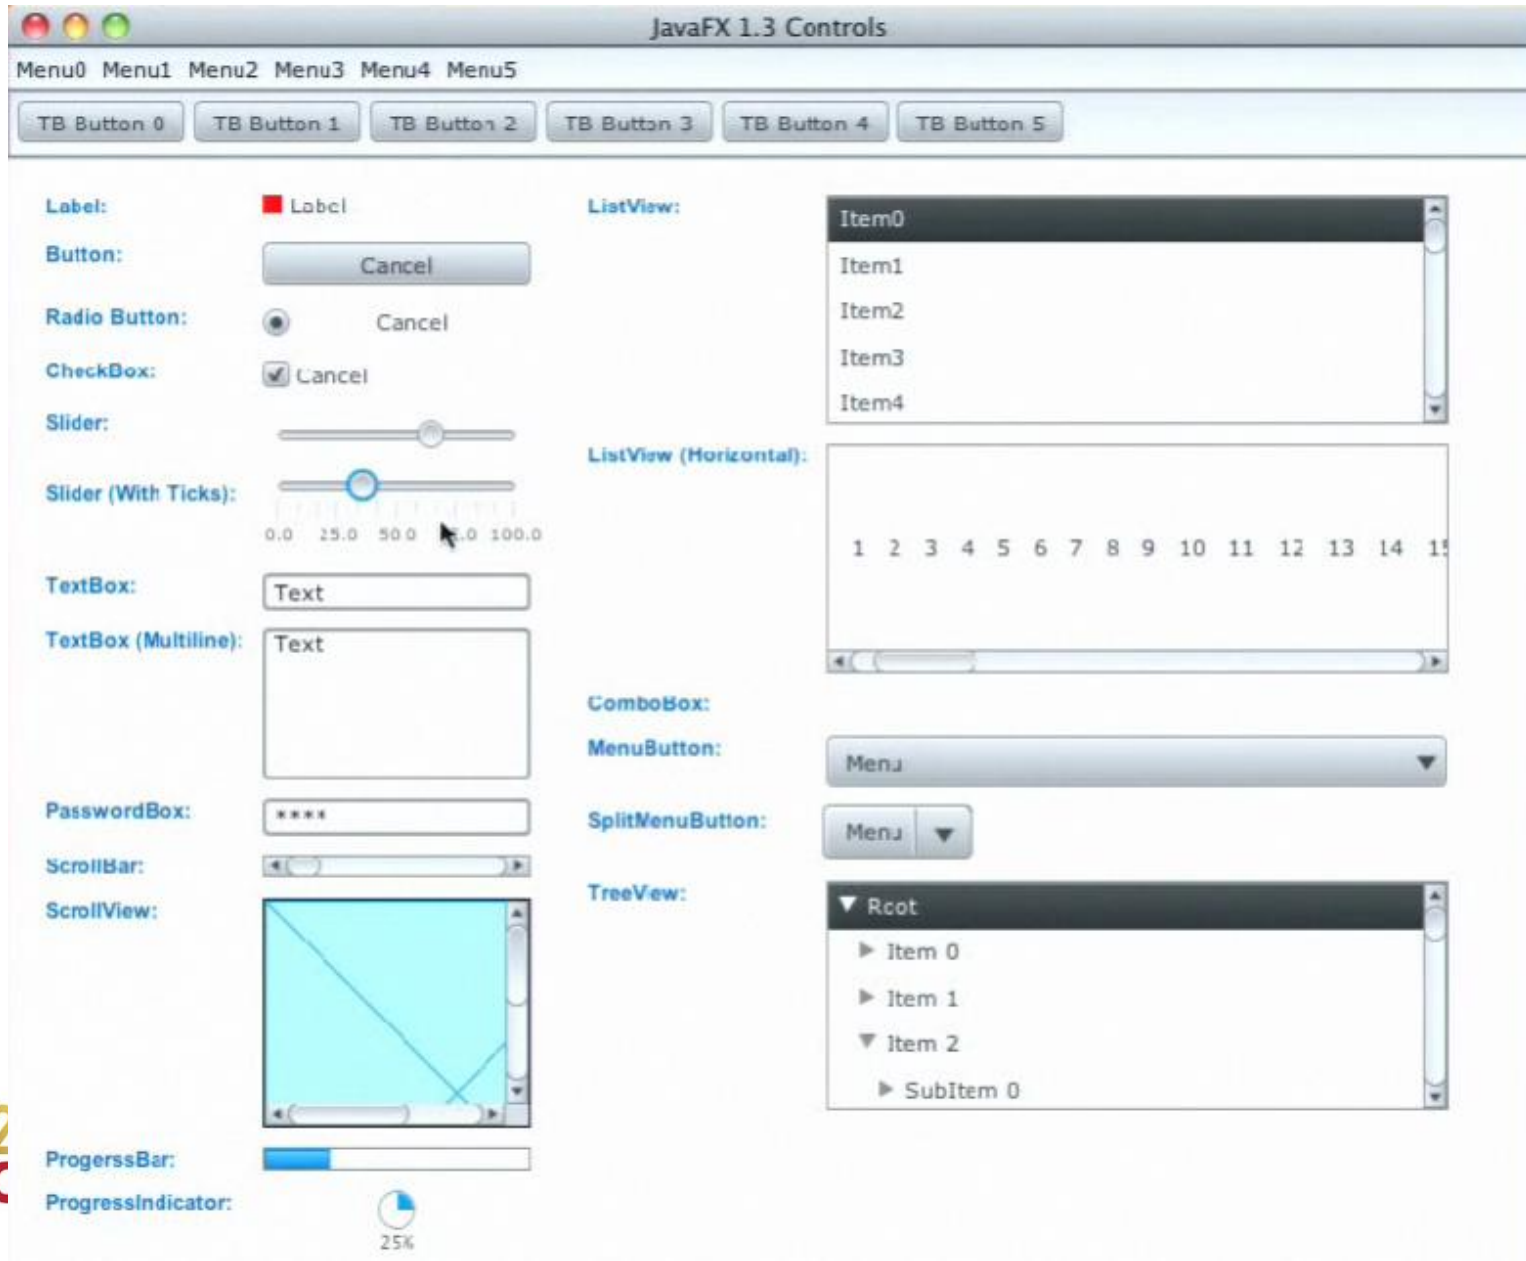 JavaFX 1.3 Controls
Menu0 Menu1 Menu2 Menu3 Menu4 Menu5
TB Button 0 TB Button 1 TB Button 2 TB Button 3 TB Button 4 TB Button 5
Label: Label
Button: Cancel
Radio Button: Cancel
CheckBox: Cancel
Slider:
Slider (With Ticks):
0.0 25.0 50.0 100.0
TextBox: Text
TextBox (Multiline): Text
PasswordBox: ****
ScrollBar:
ScrollView:
ProgerssBar:
ProgressIndicator:
25%
ListView:
Item0
Item1
Item2
Item3
Item4
ListView (Horizontal):
1 2 3 4 5 6 7 8 9 10 11 12 13 14 15
ComboBox:
MenuButton: Menu
SplitMenuButton: Menu
TreeView:
Root
Item 0
Item 1
Item 2
SubItem 0